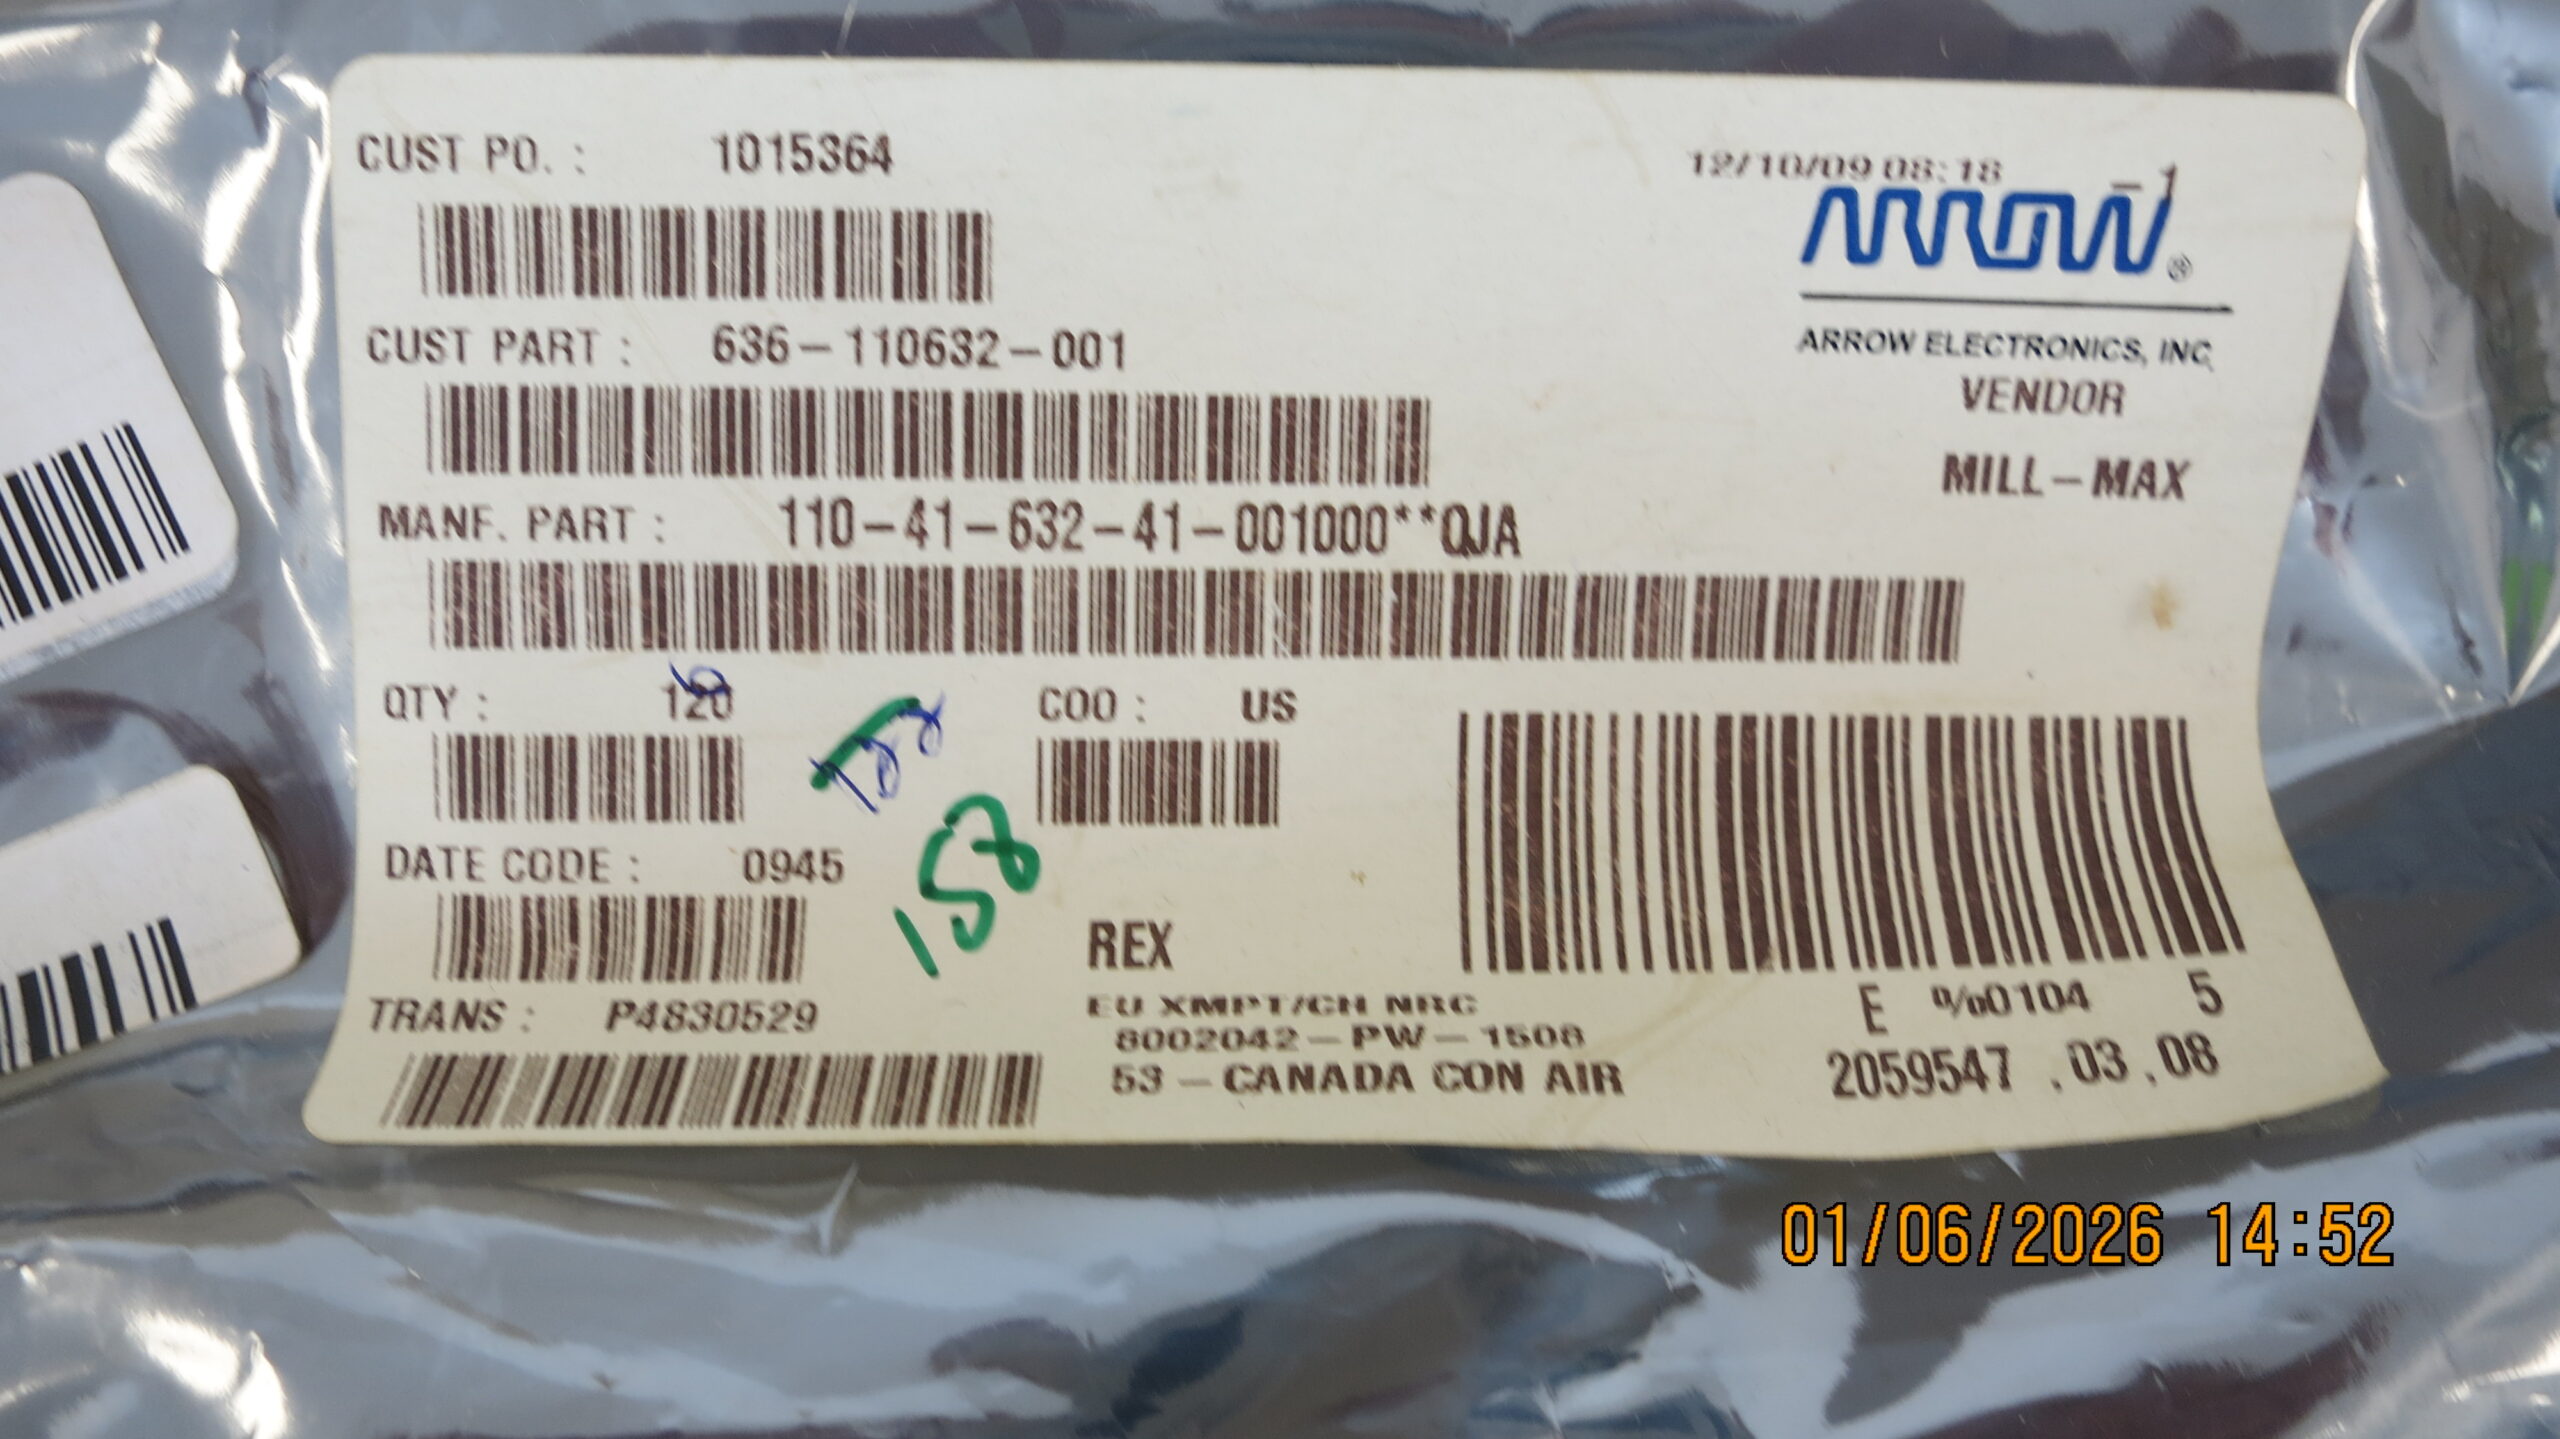 CUST PO. : 1015364
12/10/09 08:18
_1
ARROW®
ARROW ELECTRONICS, INC.
CUST PART : 636-110632-001
VENDOR
MILL-MAX
MANF. PART : 110-41-632-41-001000**QJA
QTY : 120
COO : US
DATE CODE : 0945
REX
TRANS : P4830529
EU XMPT/CH NRC
8002042-PW-1508
53 - CANADA CON AIR
E %0104 5
2059547 .03 .08
01/06/2026 14:52